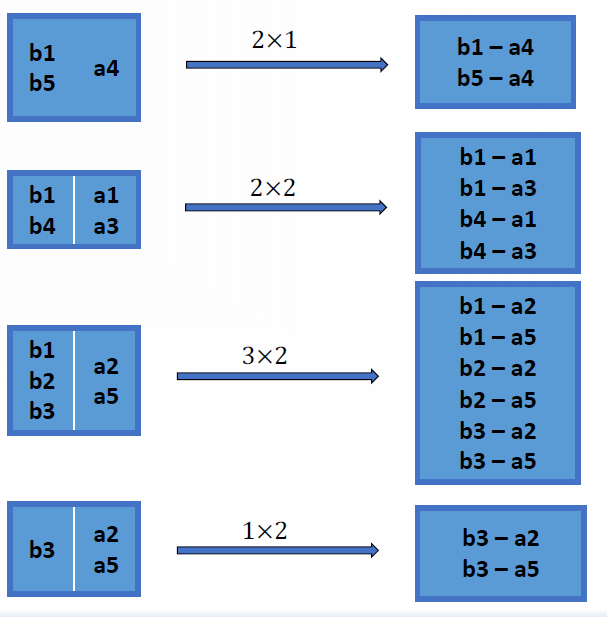 b1
b5
a4
2×1
b1 – a4
b5 – a4
b1
b4
a1
a3
2×2
b1 – a1
b1 – a3
b4 – a1
b4 – a3
b1
b2
b3
a2
a5
3×2
b1 – a2
b1 – a5
b2 – a2
b2 – a5
b3 – a2
b3 – a5
b3
a2
a5
1×2
b3 – a2
b3 – a5